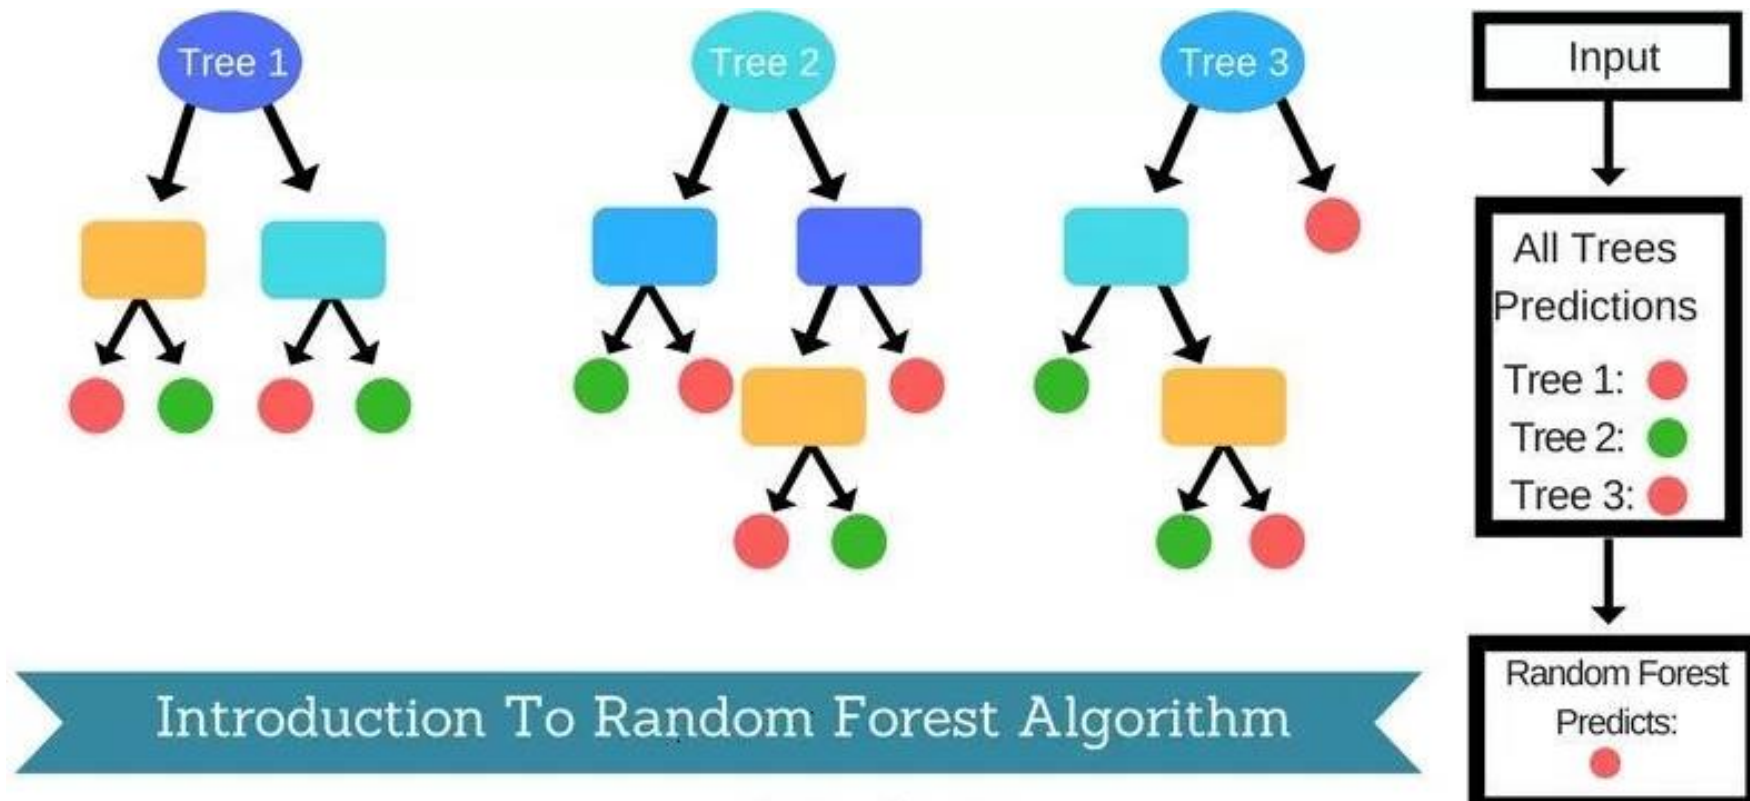 Tree 1
Tree 2
Tree 3
Input
All Trees
Predictions
Tree 1:
Tree 2:
Tree 3:
Random Forest
Predicts:
Introduction To Random Forest Algorithm